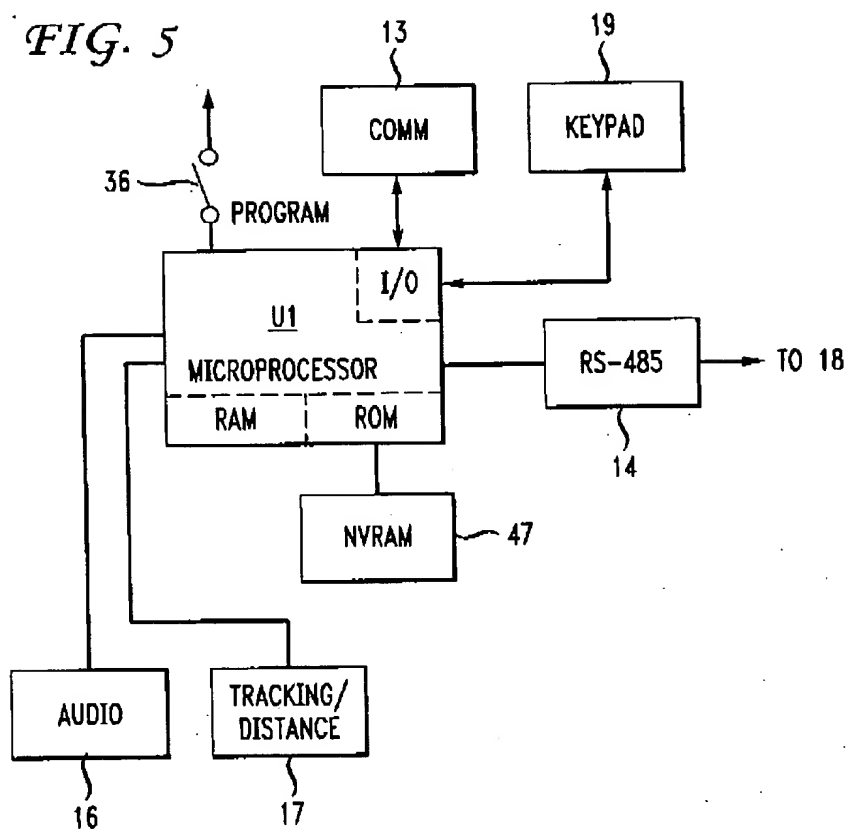 FIG. 5
13
19
COMM
KEYPAD
36
PROGRAM
I/O
U1
MICROPROCESSOR
RS-485
TO 18
RAM
ROM
14
NVRAM
47
AUDIO
TRACKING/
DISTANCE
16
17